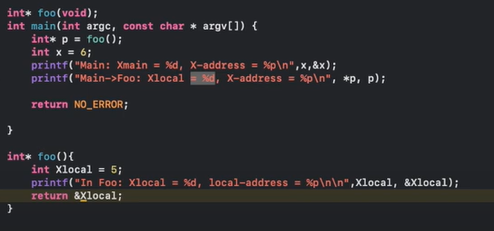 int* foo(void);
int main(int argc, const char * argv[]) {
int* p = foo();
int x = 6;
printf("Main: Xmain = %d, X-address = %p\n",x,&x);
printf("Main->Foo: Xlocal = %d, X-address = %p\n", *p, p);
return NO_ERROR;
}
int* foo(){
int Xlocal = 5;
printf("In Foo: Xlocal = %d, local-address = %p\n\n",Xlocal, &Xlocal);
return &Xlocal;
}